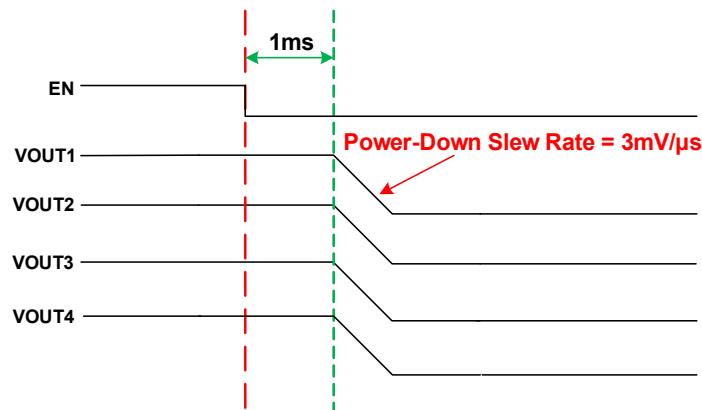 1ms
EN
Power-Down Slew Rate = 3mV/µs
VOUT1
VOUT2
VOUT3
VOUT4